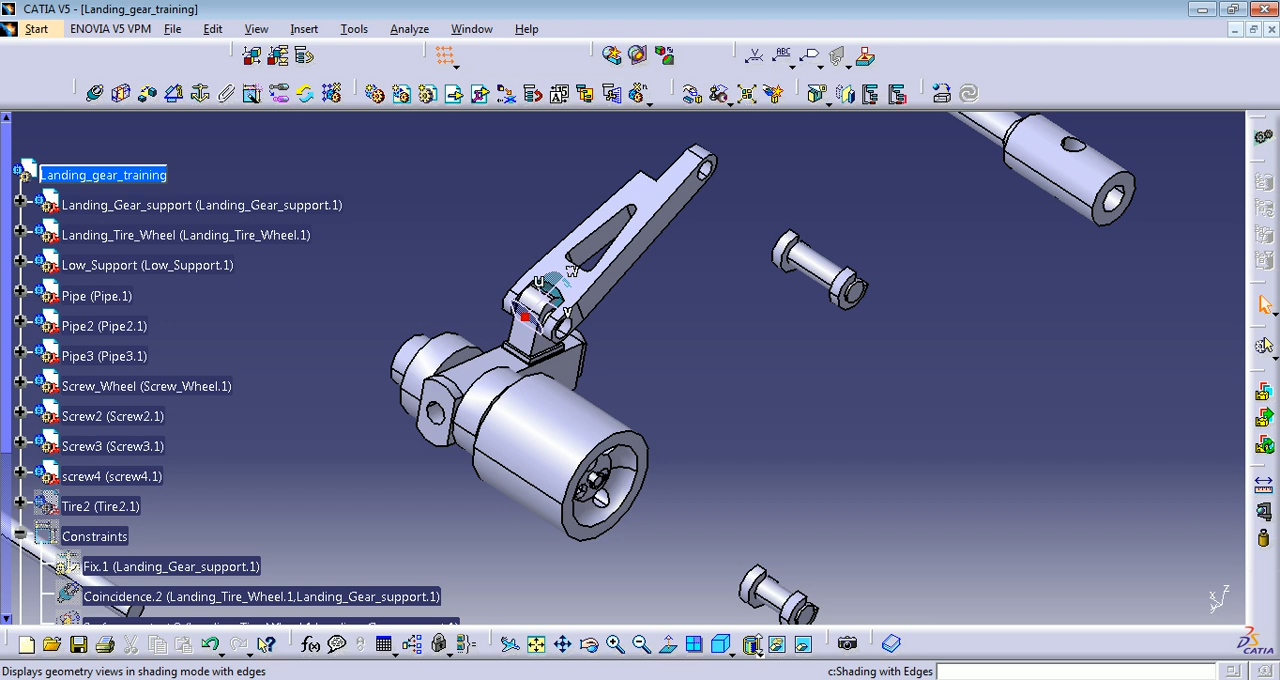 CATIA V5 - [Landing_gear_training]
Start ENOVIA V5 VPM File Edit View Insert Tools Analyze Window Help
ABC
Landing_gear_training
Landing_Gear_support (Landing_Gear_support.1)
Landing_Tire_Wheel (Landing_Tire_Wheel.1)
Low_Support (Low_Support.1)
Pipe (Pipe.1)
Pipe2 (Pipe2.1)
Pipe3 (Pipe3.1)
Screw_Wheel (Screw_Wheel.1)
Screw2 (Screw2.1)
Screw3 (Screw3.1)
screw4 (screw4.1)
Tire2 (Tire2.1)
Constraints
Fix.1 (Landing_Gear_support.1)
Coincidence.2 (Landing_Tire_Wheel.1,Landing_Gear_support.1)
W
U
V
z
x
y
f(x)
CATIA
Displays geometry views in shading mode with edges
c:Shading with Edges